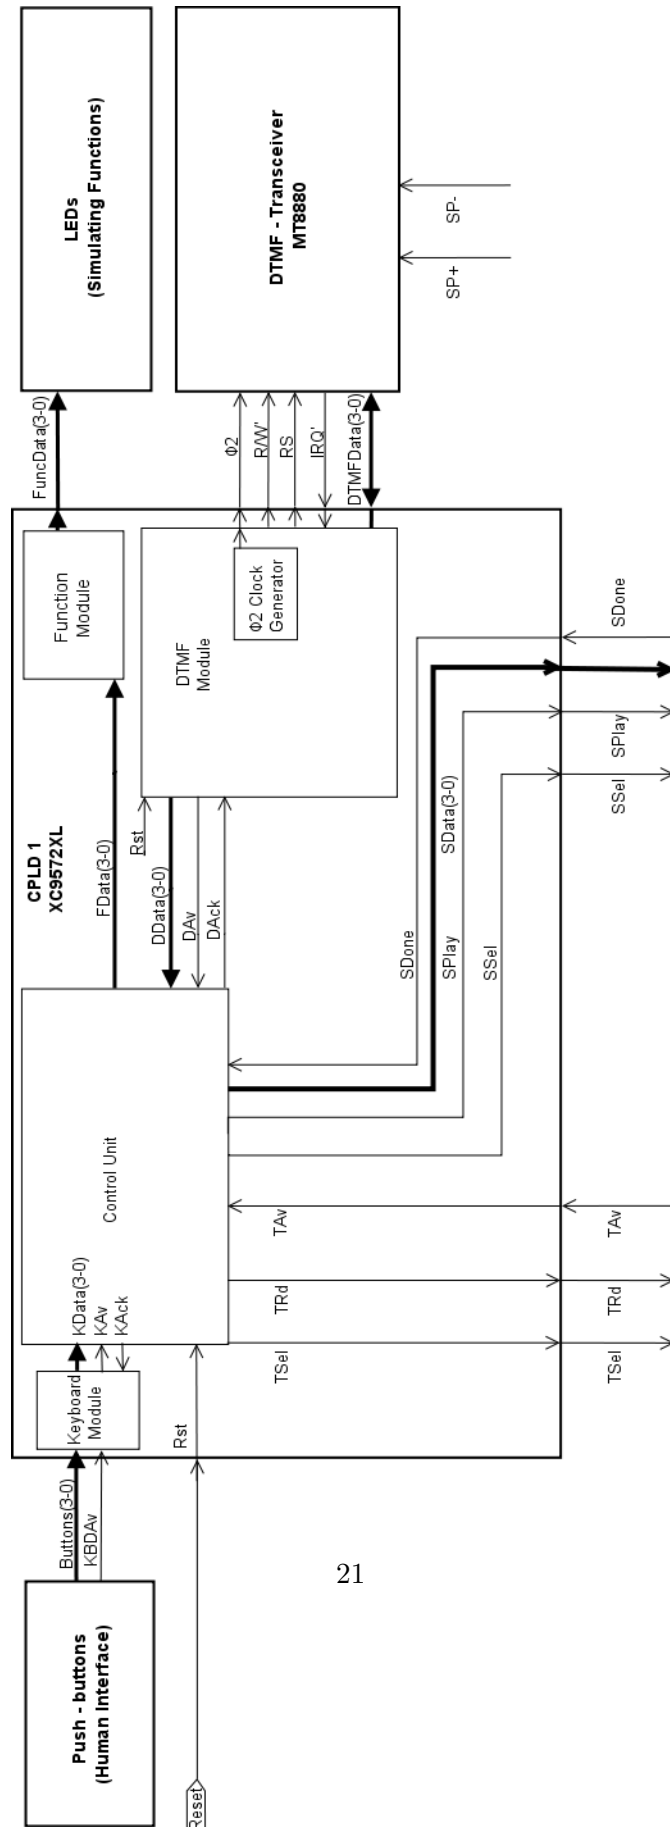 LEDs
(Simulating Functions)
DTMF - Transceiver
MT8880
SP-
SP+
FuncData(3-0)
Φ2
R/W'
RS
IRQ'
DTMFData(3-0)
Function
Module
Φ2 Clock
Generator
DTMF
Module
SDone
SPlay
SSel
CPLD 1
XC9572XL
FData(3-0)
Rst
DData(3-0)
DAv
DAck
SDone
SData(3-0)
SPlay
SSel
Control Unit
KData(3-0)
KAv
KAck
TAv
TRd
TSel
TAv
TRd
TSel
Keyboard
Module
Rst
Buttons(3-0)
KBDAv
Push - buttons
(Human Interface)
Reset
21